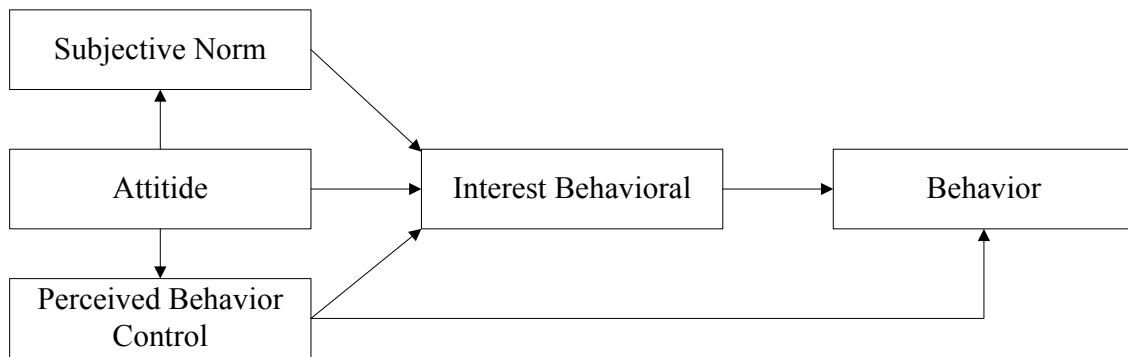 Subjective Norm
Attitide
Interest Behavioral
Behavior
Perceived Behavior
Control